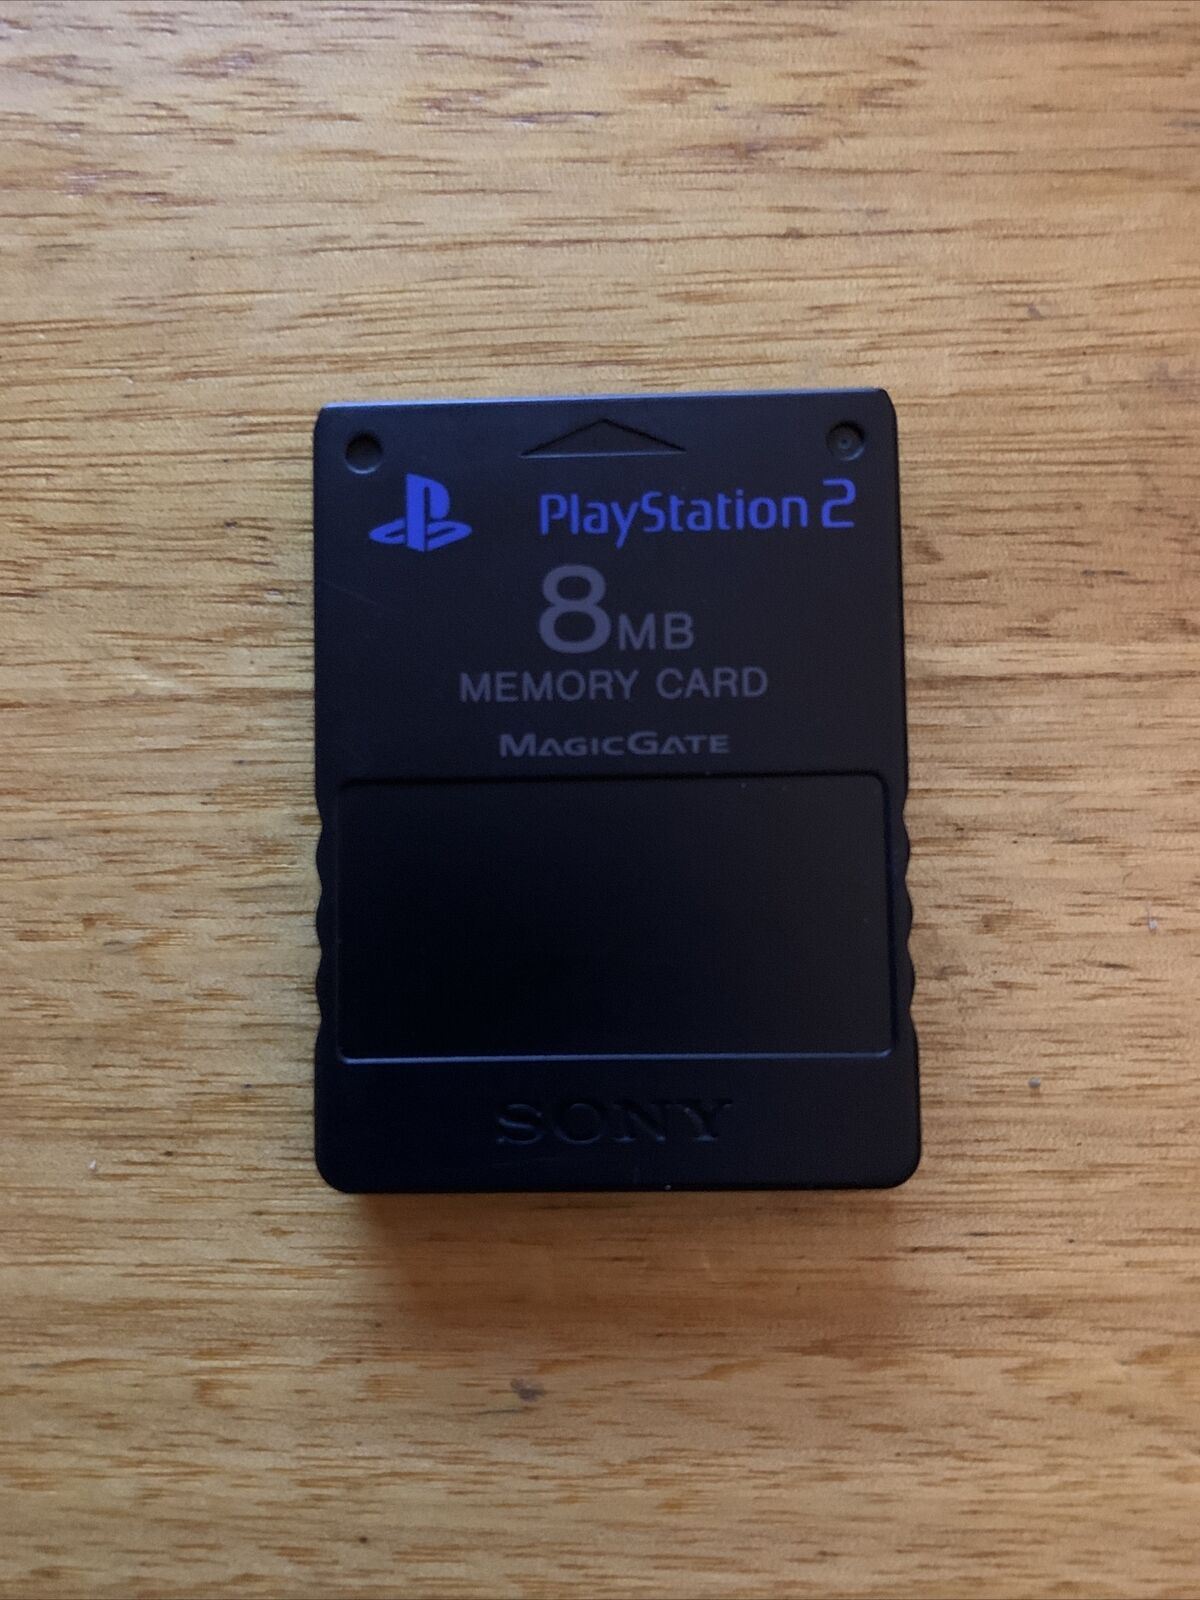 PlayStation 2
8MB
MEMORY CARD
MAGICGATE
SONY